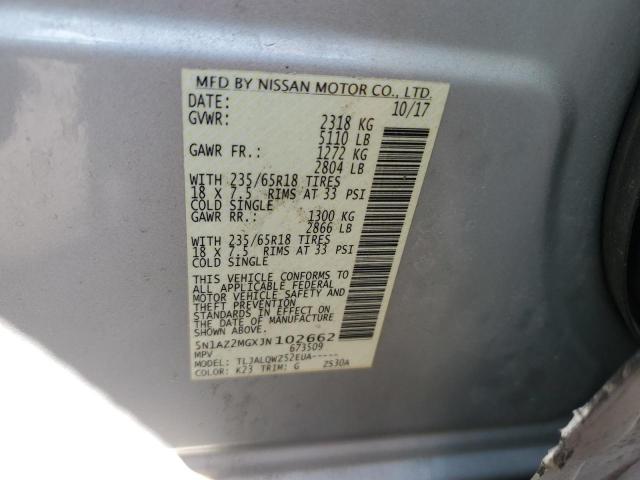 MFD BY NISSAN MOTOR CO., LTD.
DATE: 10/17
GVWR: 2318 KG
5110 LB
GAWR FR.: 1272 KG
2804 LB
WITH 235/65R18 TIRES
18 X 7.5 RIMS AT 33 PSI
COLD SINGLE
GAWR RR.: 1300 KG
2866 LB
WITH 235/65R18 TIRES
18 X 7.5 RIMS AT 33 PSI
COLD SINGLE
THIS VEHICLE CONFORMS TO
ALL APPLICABLE FEDERAL
MOTOR VEHICLE SAFETY AND
THEFT PREVENTION
STANDARDS IN EFFECT ON
THE DATE OF MANUFACTURE
5N1AZ2MGXJN102662
MPV 673509
MODEL: TLJALQWZ52EUA-----
COLOR: K23 TRIM: G 2530A